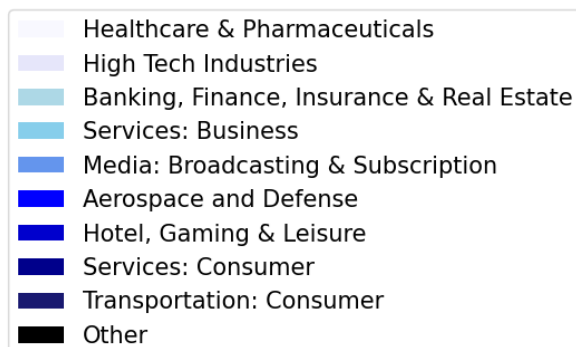 Healthcare & Pharmaceuticals
High Tech Industries
Banking, Finance, Insurance & Real Estate
Services: Business
Media: Broadcasting & Subscription
Aerospace and Defense
Hotel, Gaming & Leisure
Services: Consumer
Transportation: Consumer
Other